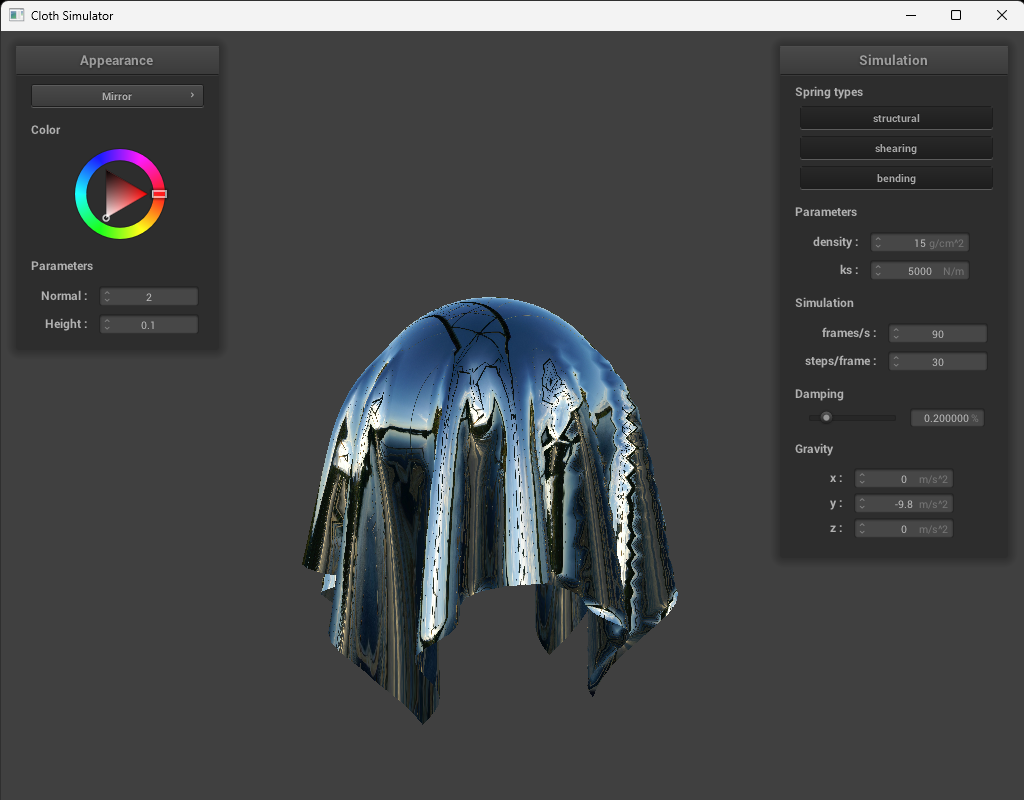 Cloth Simulator
Appearance
Mirror
Color
Parameters
Normal : 2
Height : 0.1
Simulation
Spring types
structural
shearing
bending
Parameters
density : 15 g/cm^2
ks : 5000 N/m
Simulation
frames/s : 90
steps/frame : 30
Damping
0.200000 %
Gravity
x : 0 m/s^2
y : -9.8 m/s^2
z : 0 m/s^2